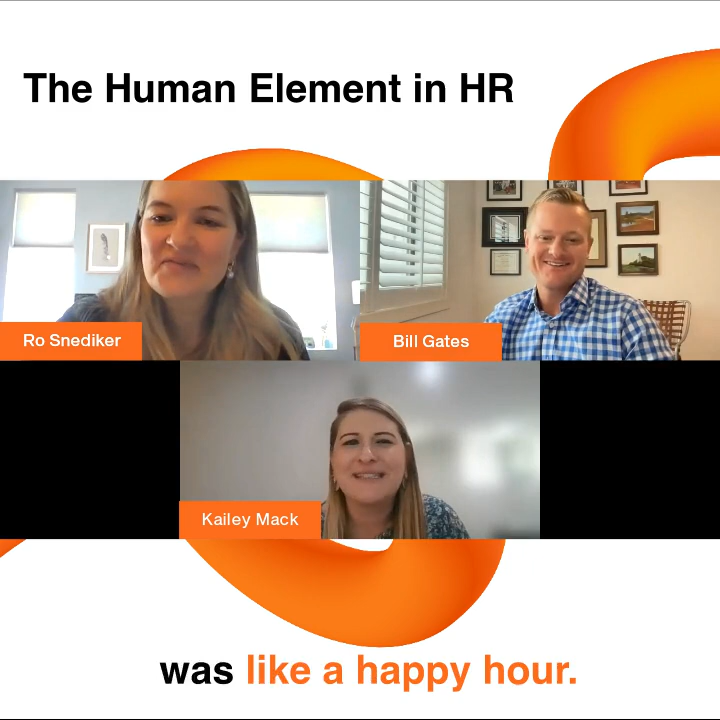 The Human Element in HR
Ro Snediker
Bill Gates
Kailey Mack
was like a happy hour.